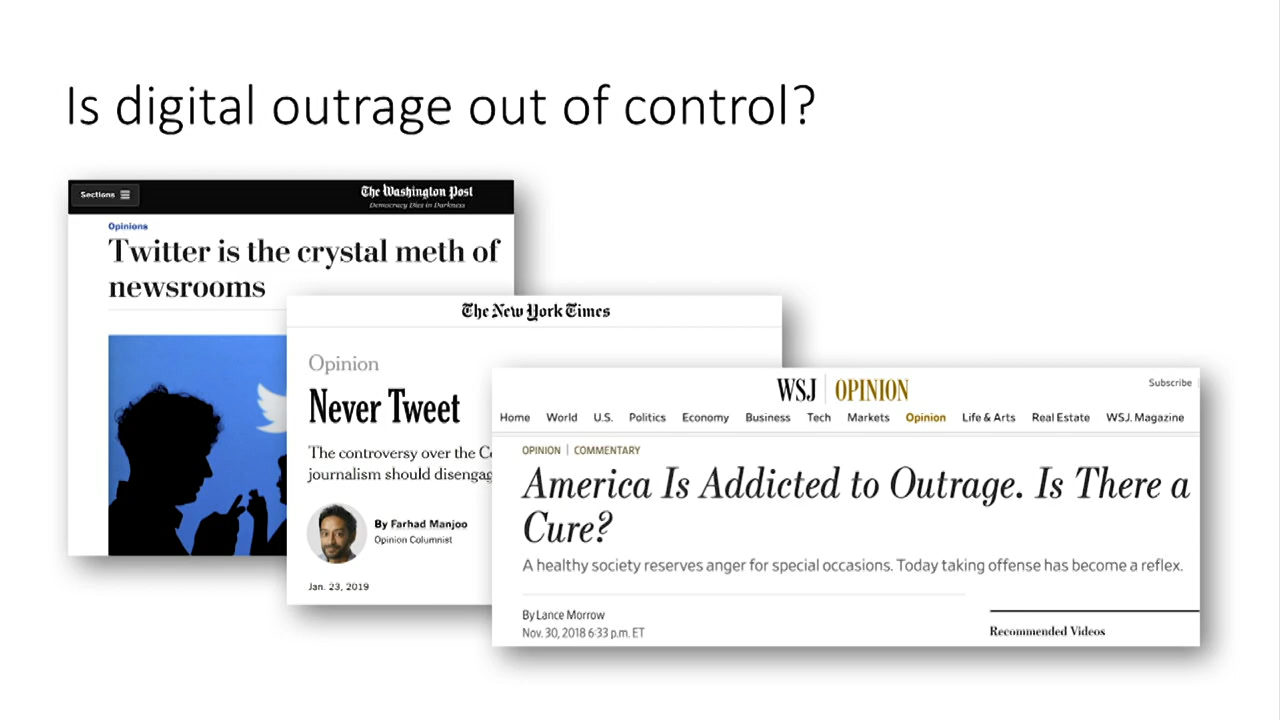 Is digital outrage out of control?
Sections
The Washington Post
Democracy Dies in Darkness
Opinions
Twitter is the crystal meth of
newsrooms
The New York Times
Opinion
Never Tweet
The controversy over the
journalism should
By Farhad Manjoo
Opinion Columnist
Jan. 23, 2019
WSJ OPINION
Subscribe
Home World U.S. Politics Economy Business Tech Markets Opinion Life & Arts Real Estate WSJ. Magazine
OPINION | COMMENTARY
America Is Addicted to Outrage. Is There a
Cure?
A healthy society reserves anger for special occasions. Today taking offense has become a reflex.
By Lance Morrow
Nov. 30, 2018 6:33 p.m. ET
Recommended Videos